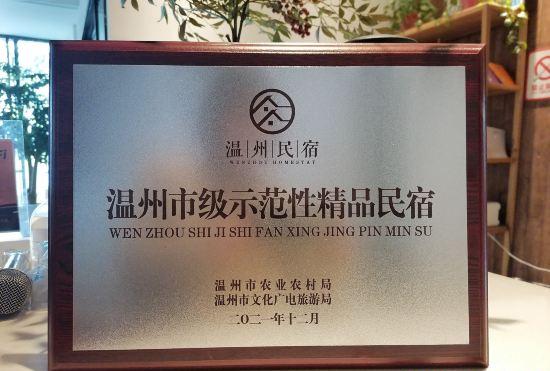 温|州|民|宿
WENZHOU HOMESTAY
温州市级示范性精品民宿
WEN ZHOU SHI JI SHI FAN XING JING PIN MIN SU
温州市农业农村局
温州市文化广电旅游局
二〇二一年十二月